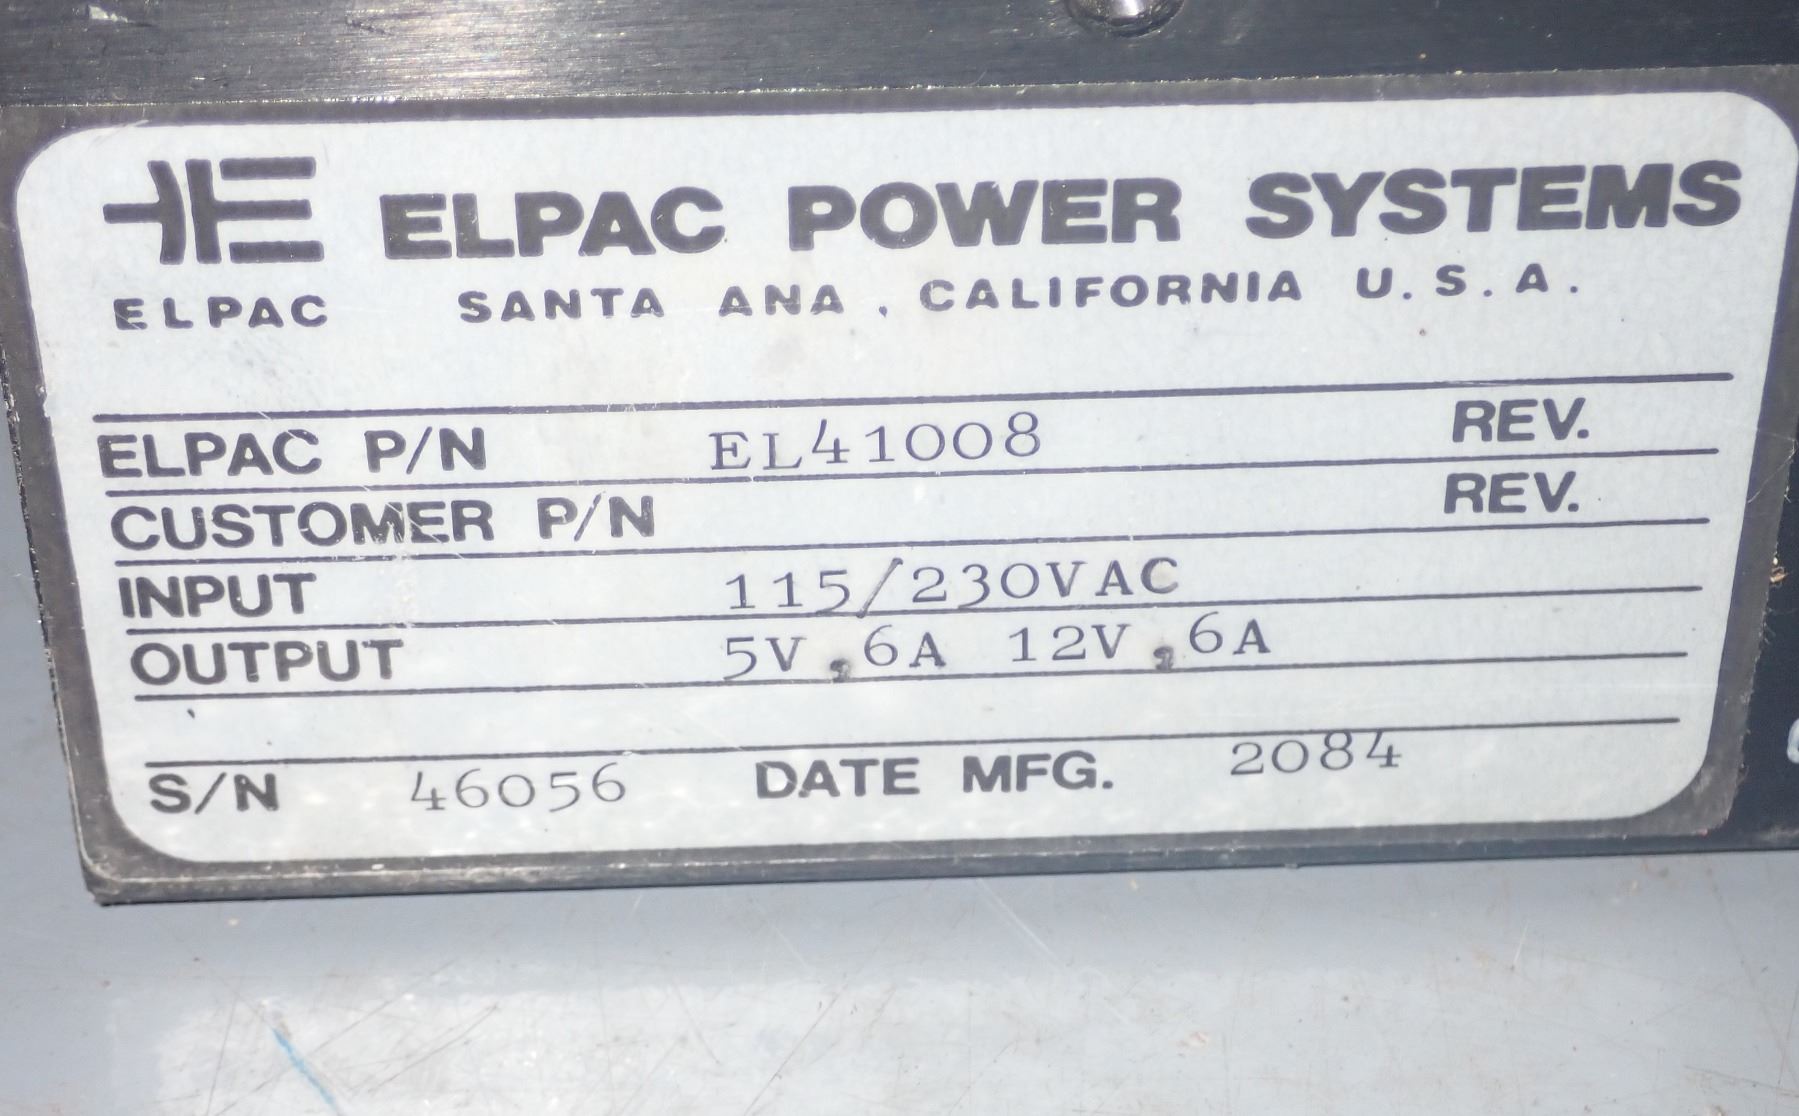 ELPAC POWER SYSTEMS
ELPAC SANTA ANA, CALIFORNIA U.S.A.
ELPAC P/N EL41008 REV.
CUSTOMER P/N REV.
INPUT 115/230VAC
OUTPUT 5V,6A 12V,6A
S/N 46056 DATE MFG. 2084